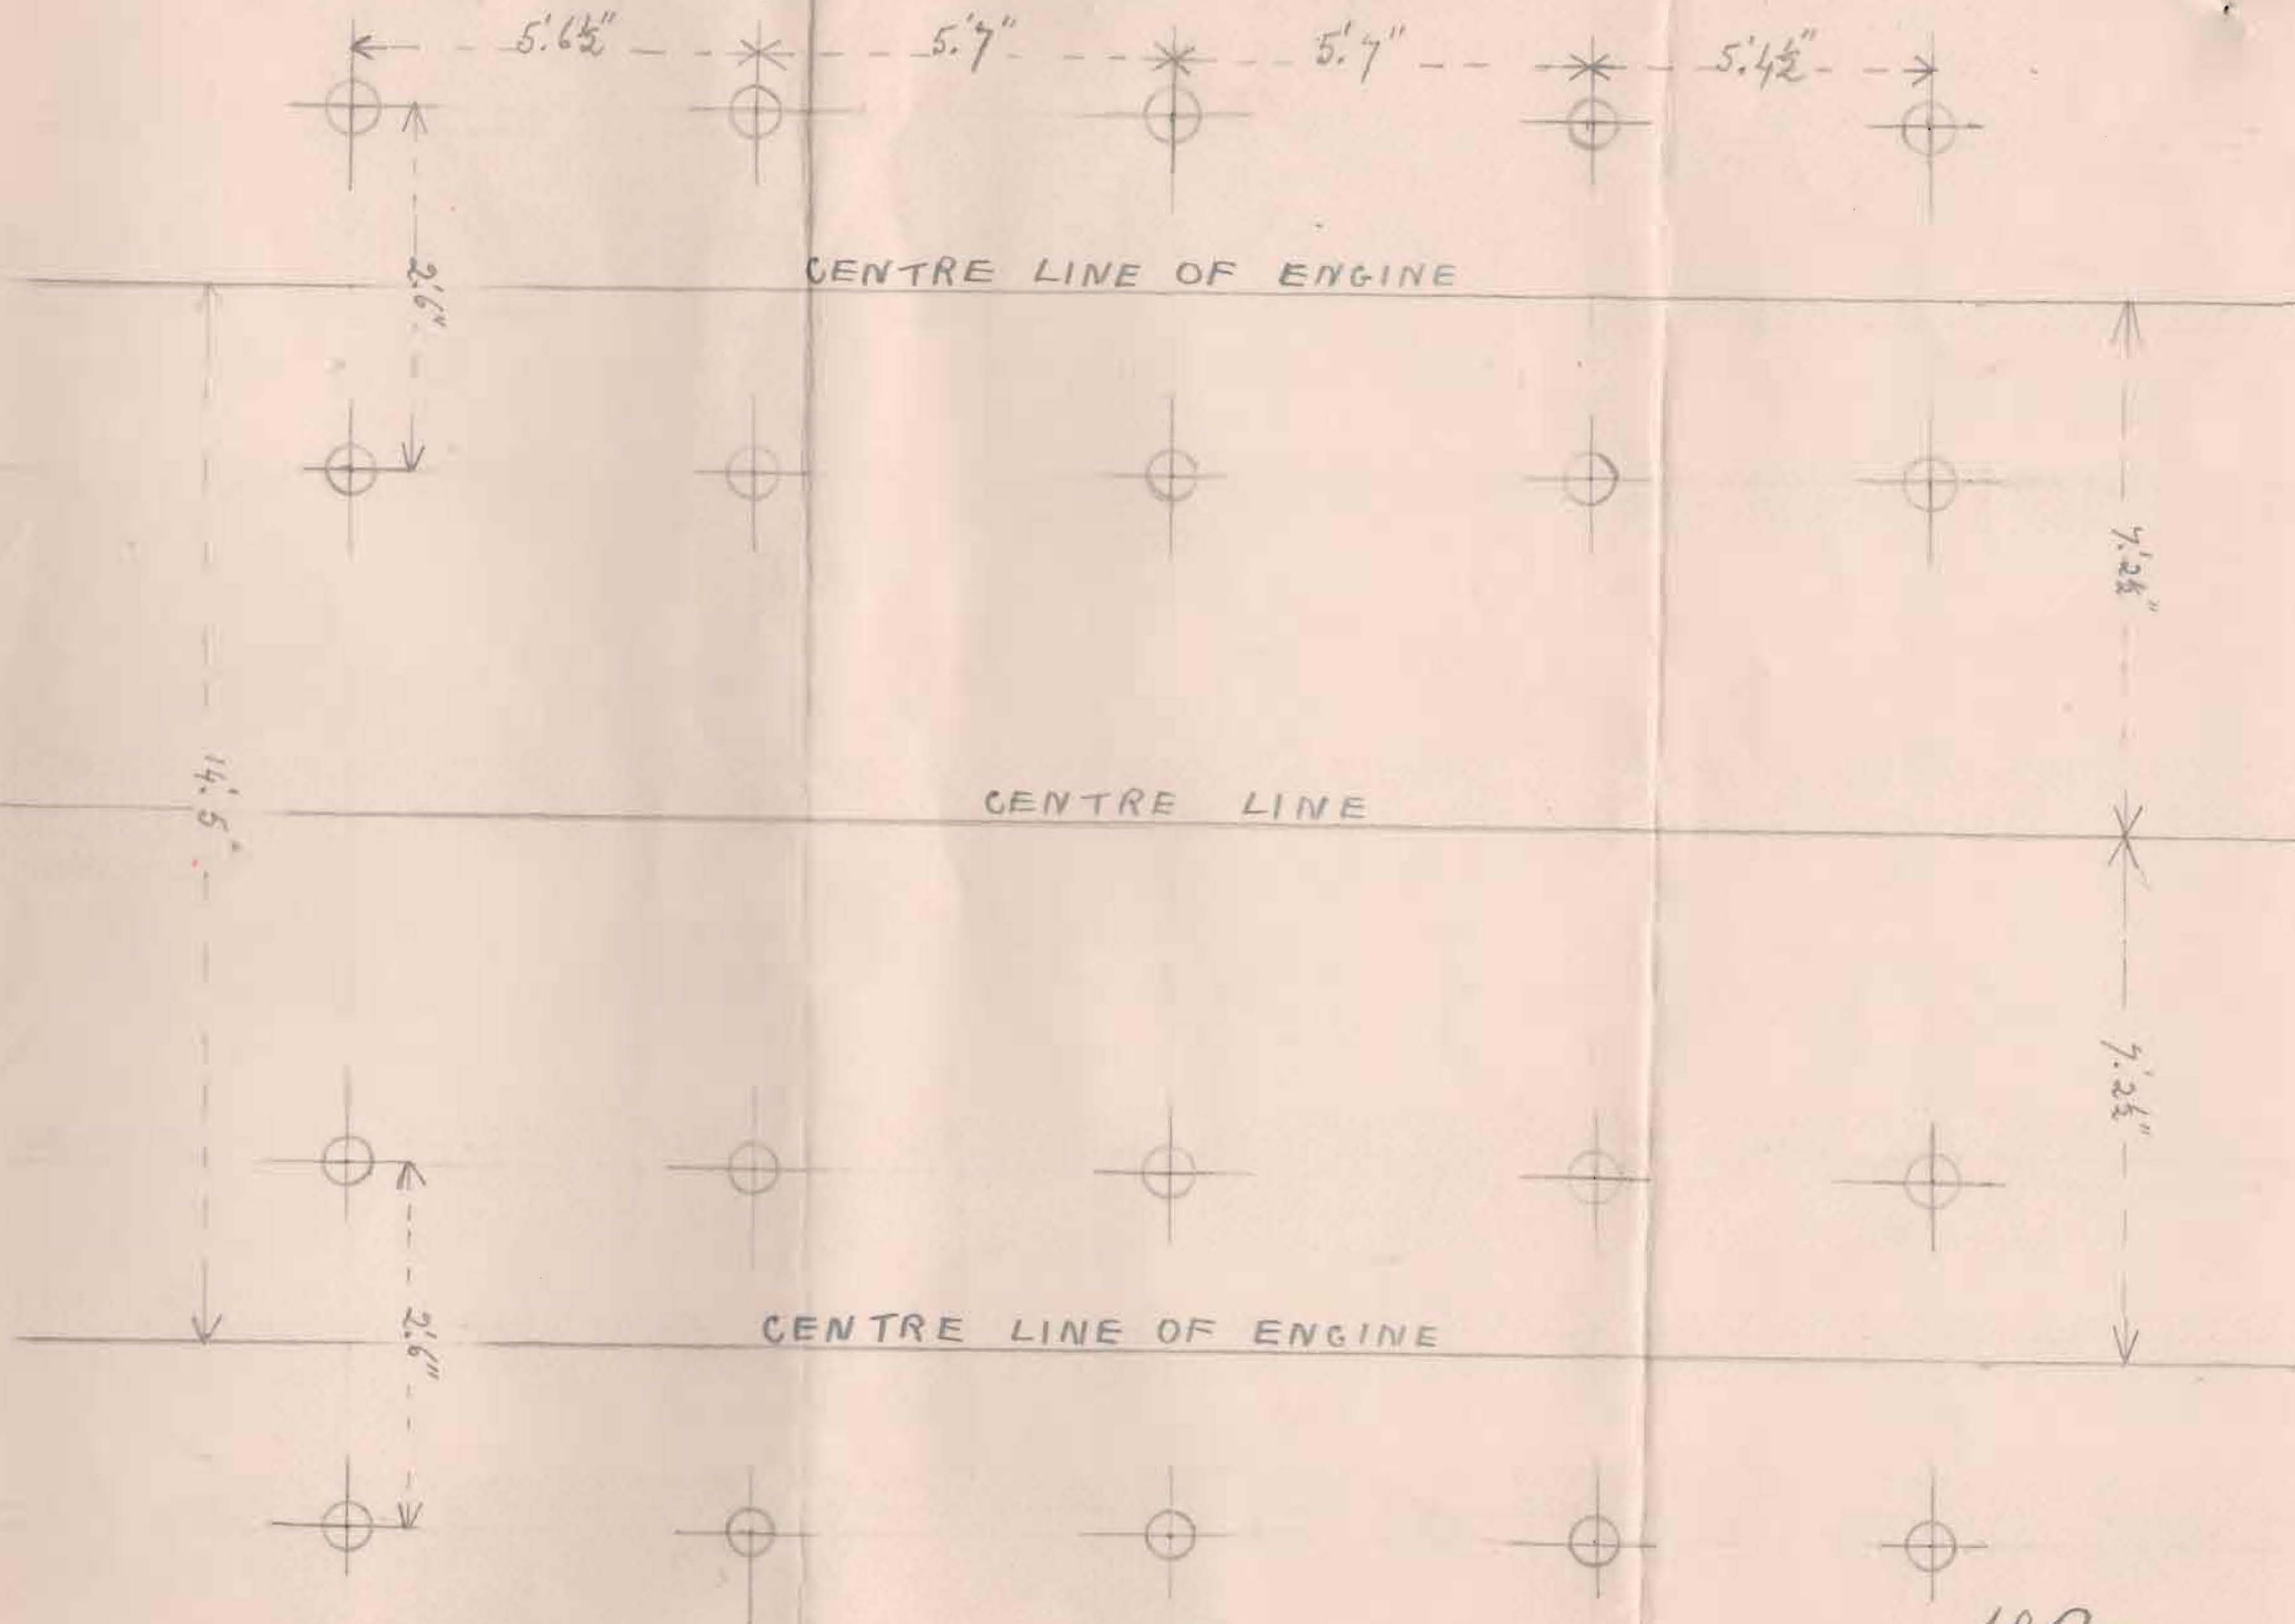 5'.6½" 5.'7" 5.'7" 5.'4½"
2'.6"
CENTRE LINE OF ENGINE
7.'2½"
14'.5"
CENTRE LINE
7.'2½"
2'.6"
CENTRE LINE OF ENGINE